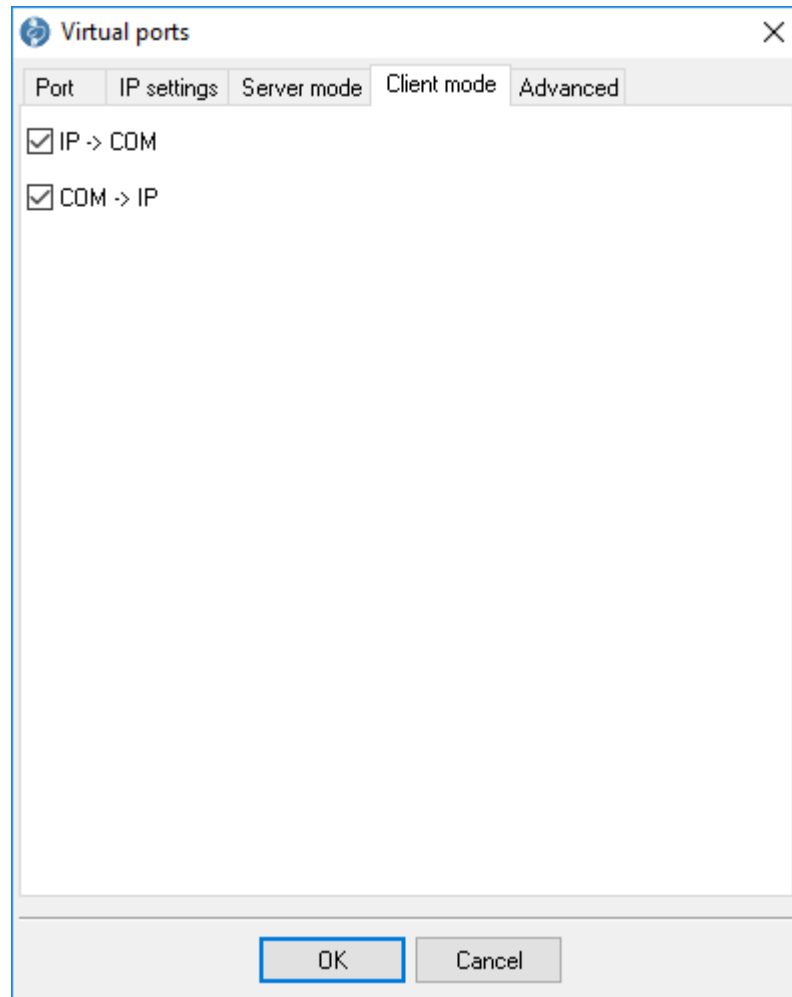 Virtual ports
Port IP settings Server mode Client mode Advanced
IP -> COM
COM -> IP
OK Cancel